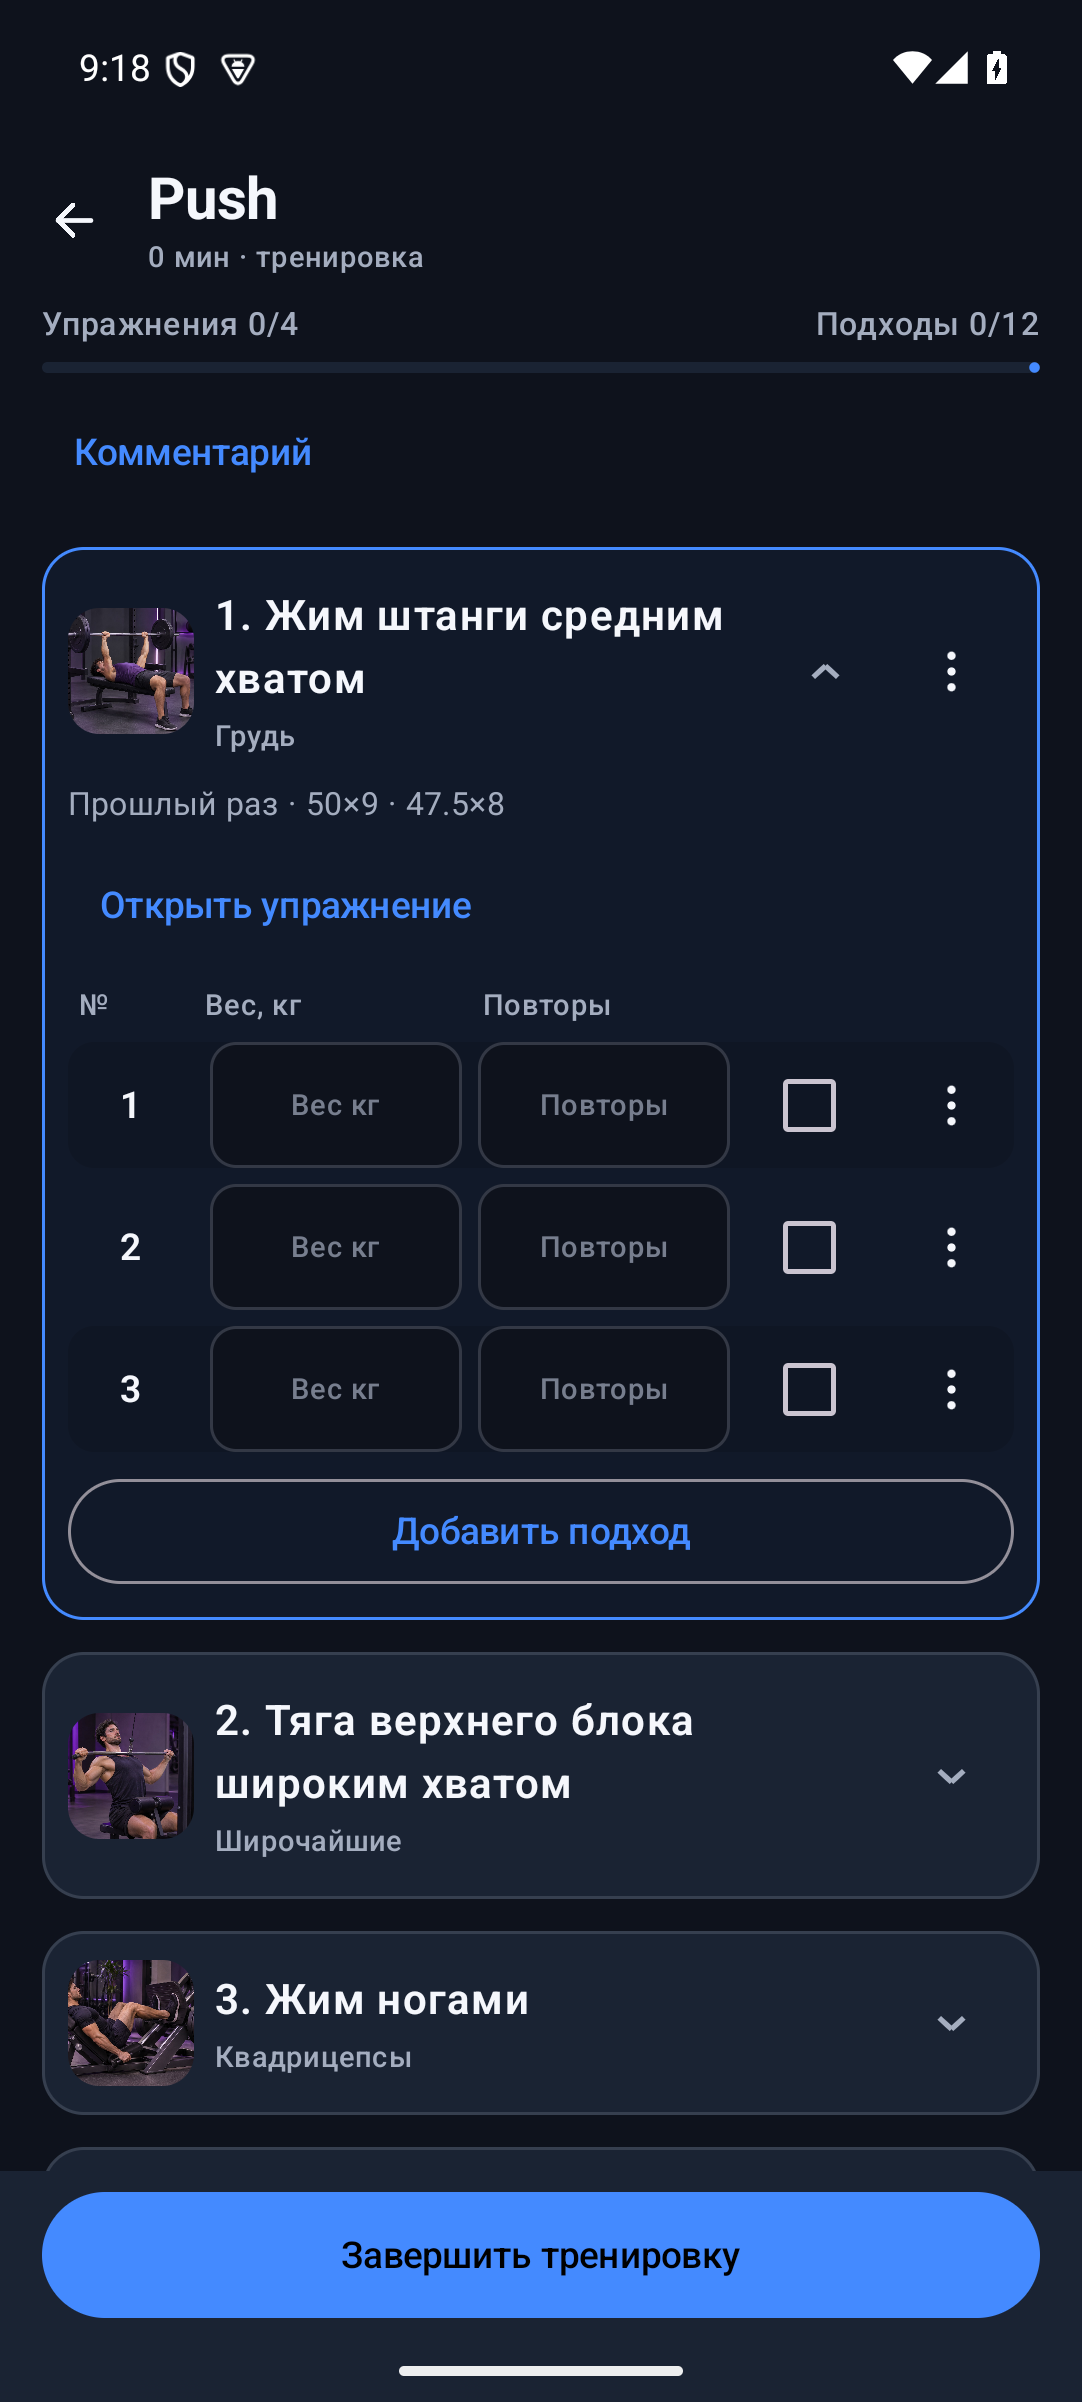 9:18
Push
0 мин · тренировка
Упражнения 0/4
Подходы 0/12
Комментарий
1. Жим штанги средним
хватом
Грудь
Прошлый раз · 50×9 · 47.5×8
Открыть упражнение
№ Вес, кг Повторы
1 Вес кг Повторы
2 Вес кг Повторы
3 Вес кг Повторы
Добавить подход
2. Тяга верхнего блока
широким хватом
Широчайшие
3. Жим ногами
Квадрицепсы
Завершить тренировку